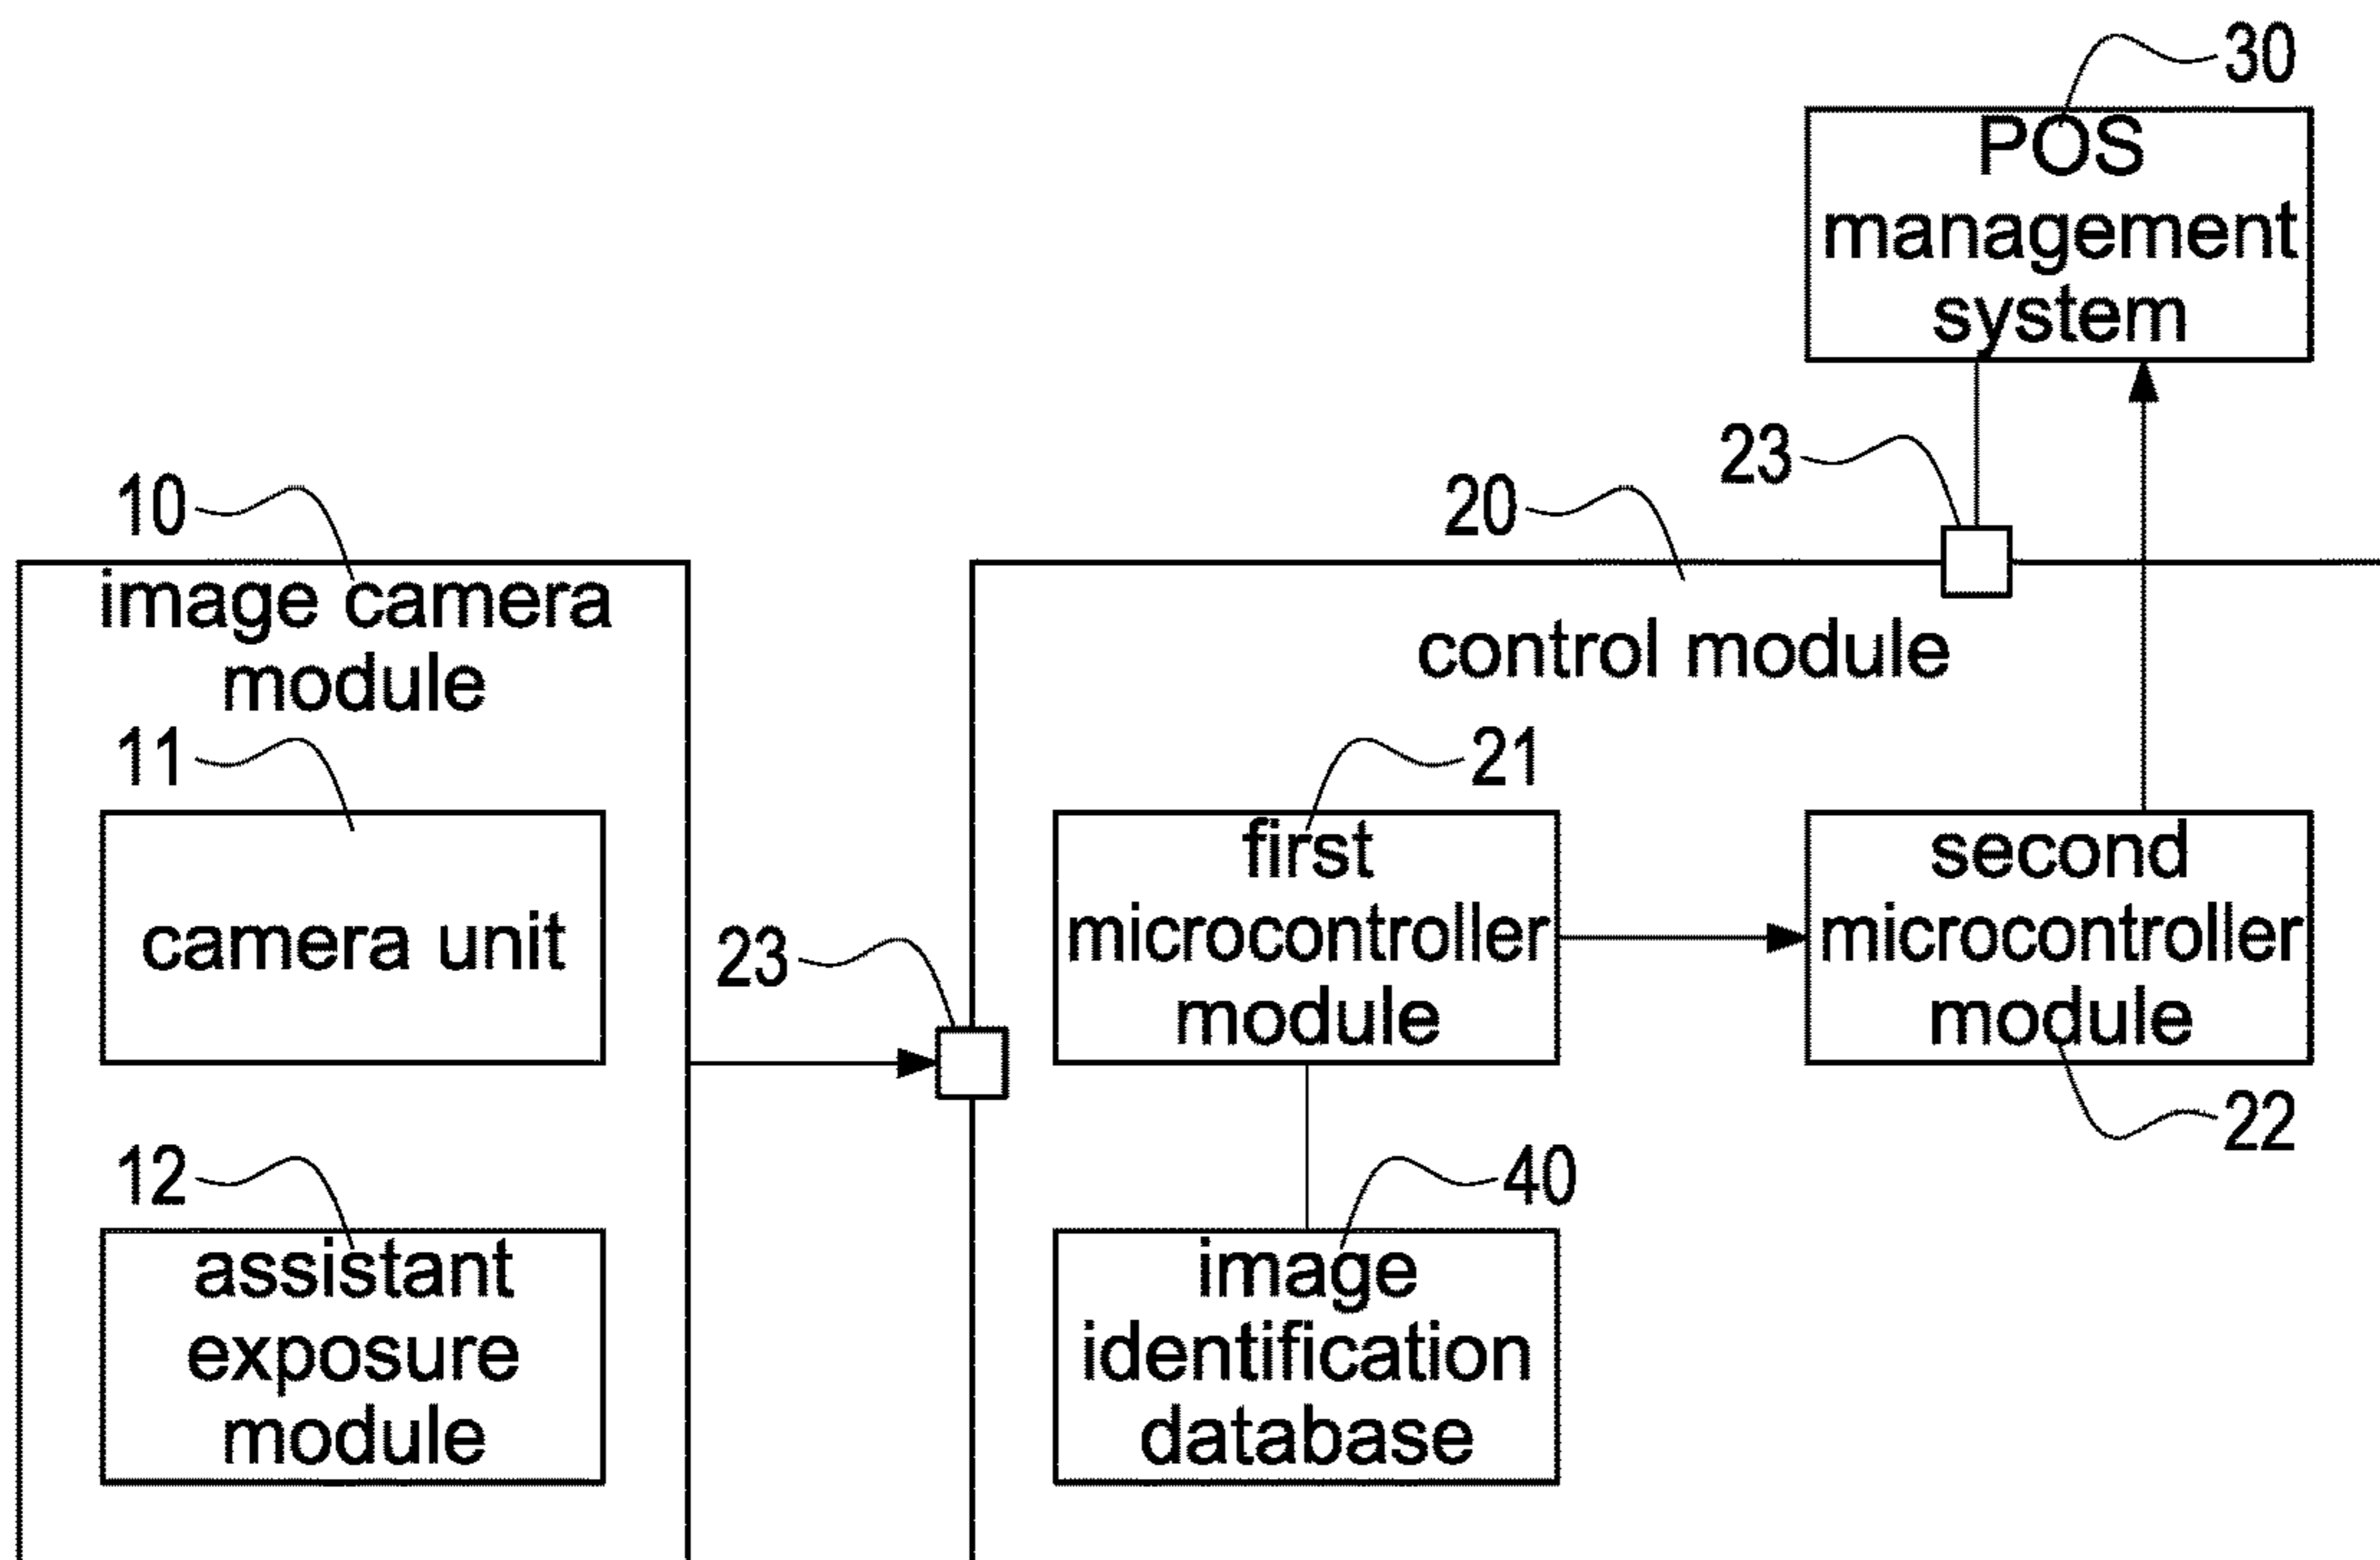 30
POS
management
system
23
10
20
image camera
module
control module
11
21
camera unit
first
microcontroller
module
second
microcontroller
module
23
22
12
40
assistant
exposure
module
image
identification
database